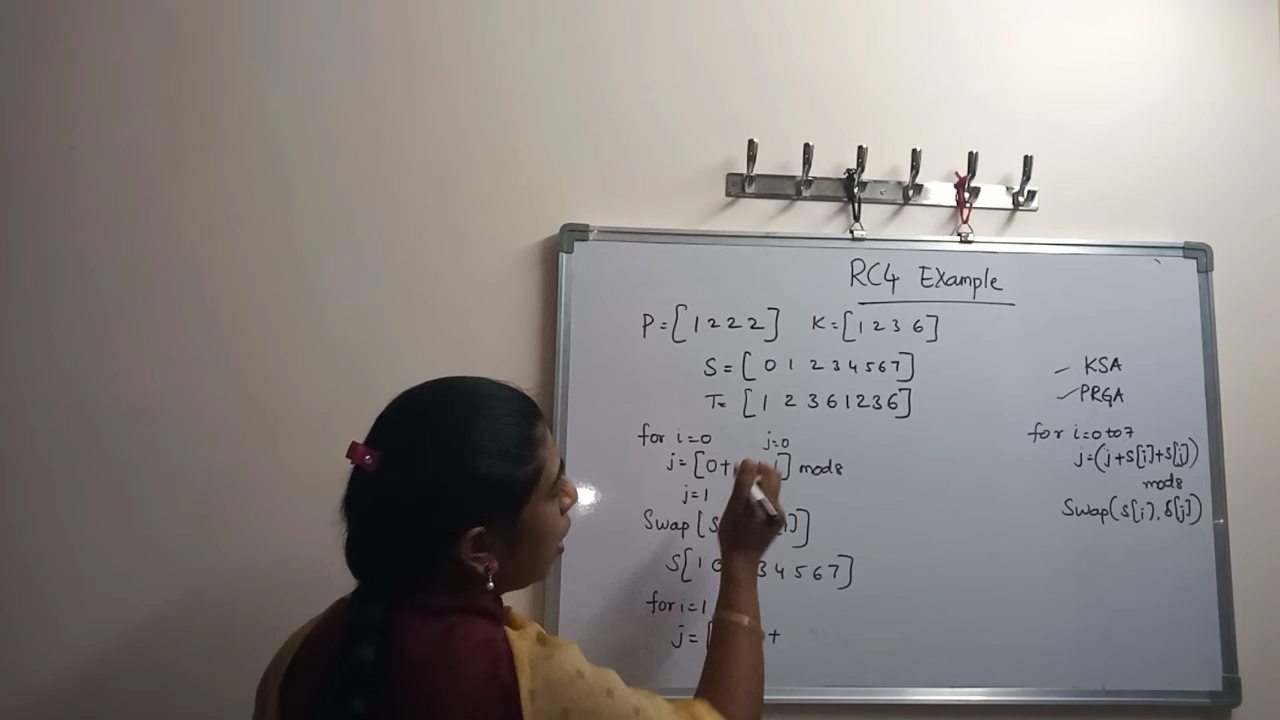 RC4 Example
P=[1 2 2 2] K=[1 2 3 6]
S=[0 1 2 3 4 5 6 7]
T=[1 2 3 6 1 2 3 6]
for i=0 j=0
j=[0+ ] mod8
j=1
Swap[S ]
S[1 0 3 4 5 6 7]
for i=1
j=[ +
KSA
PRGA
for i=0 to 7
j=(j+S[i]+S[j])
mod8
Swap(S[i], S[j])